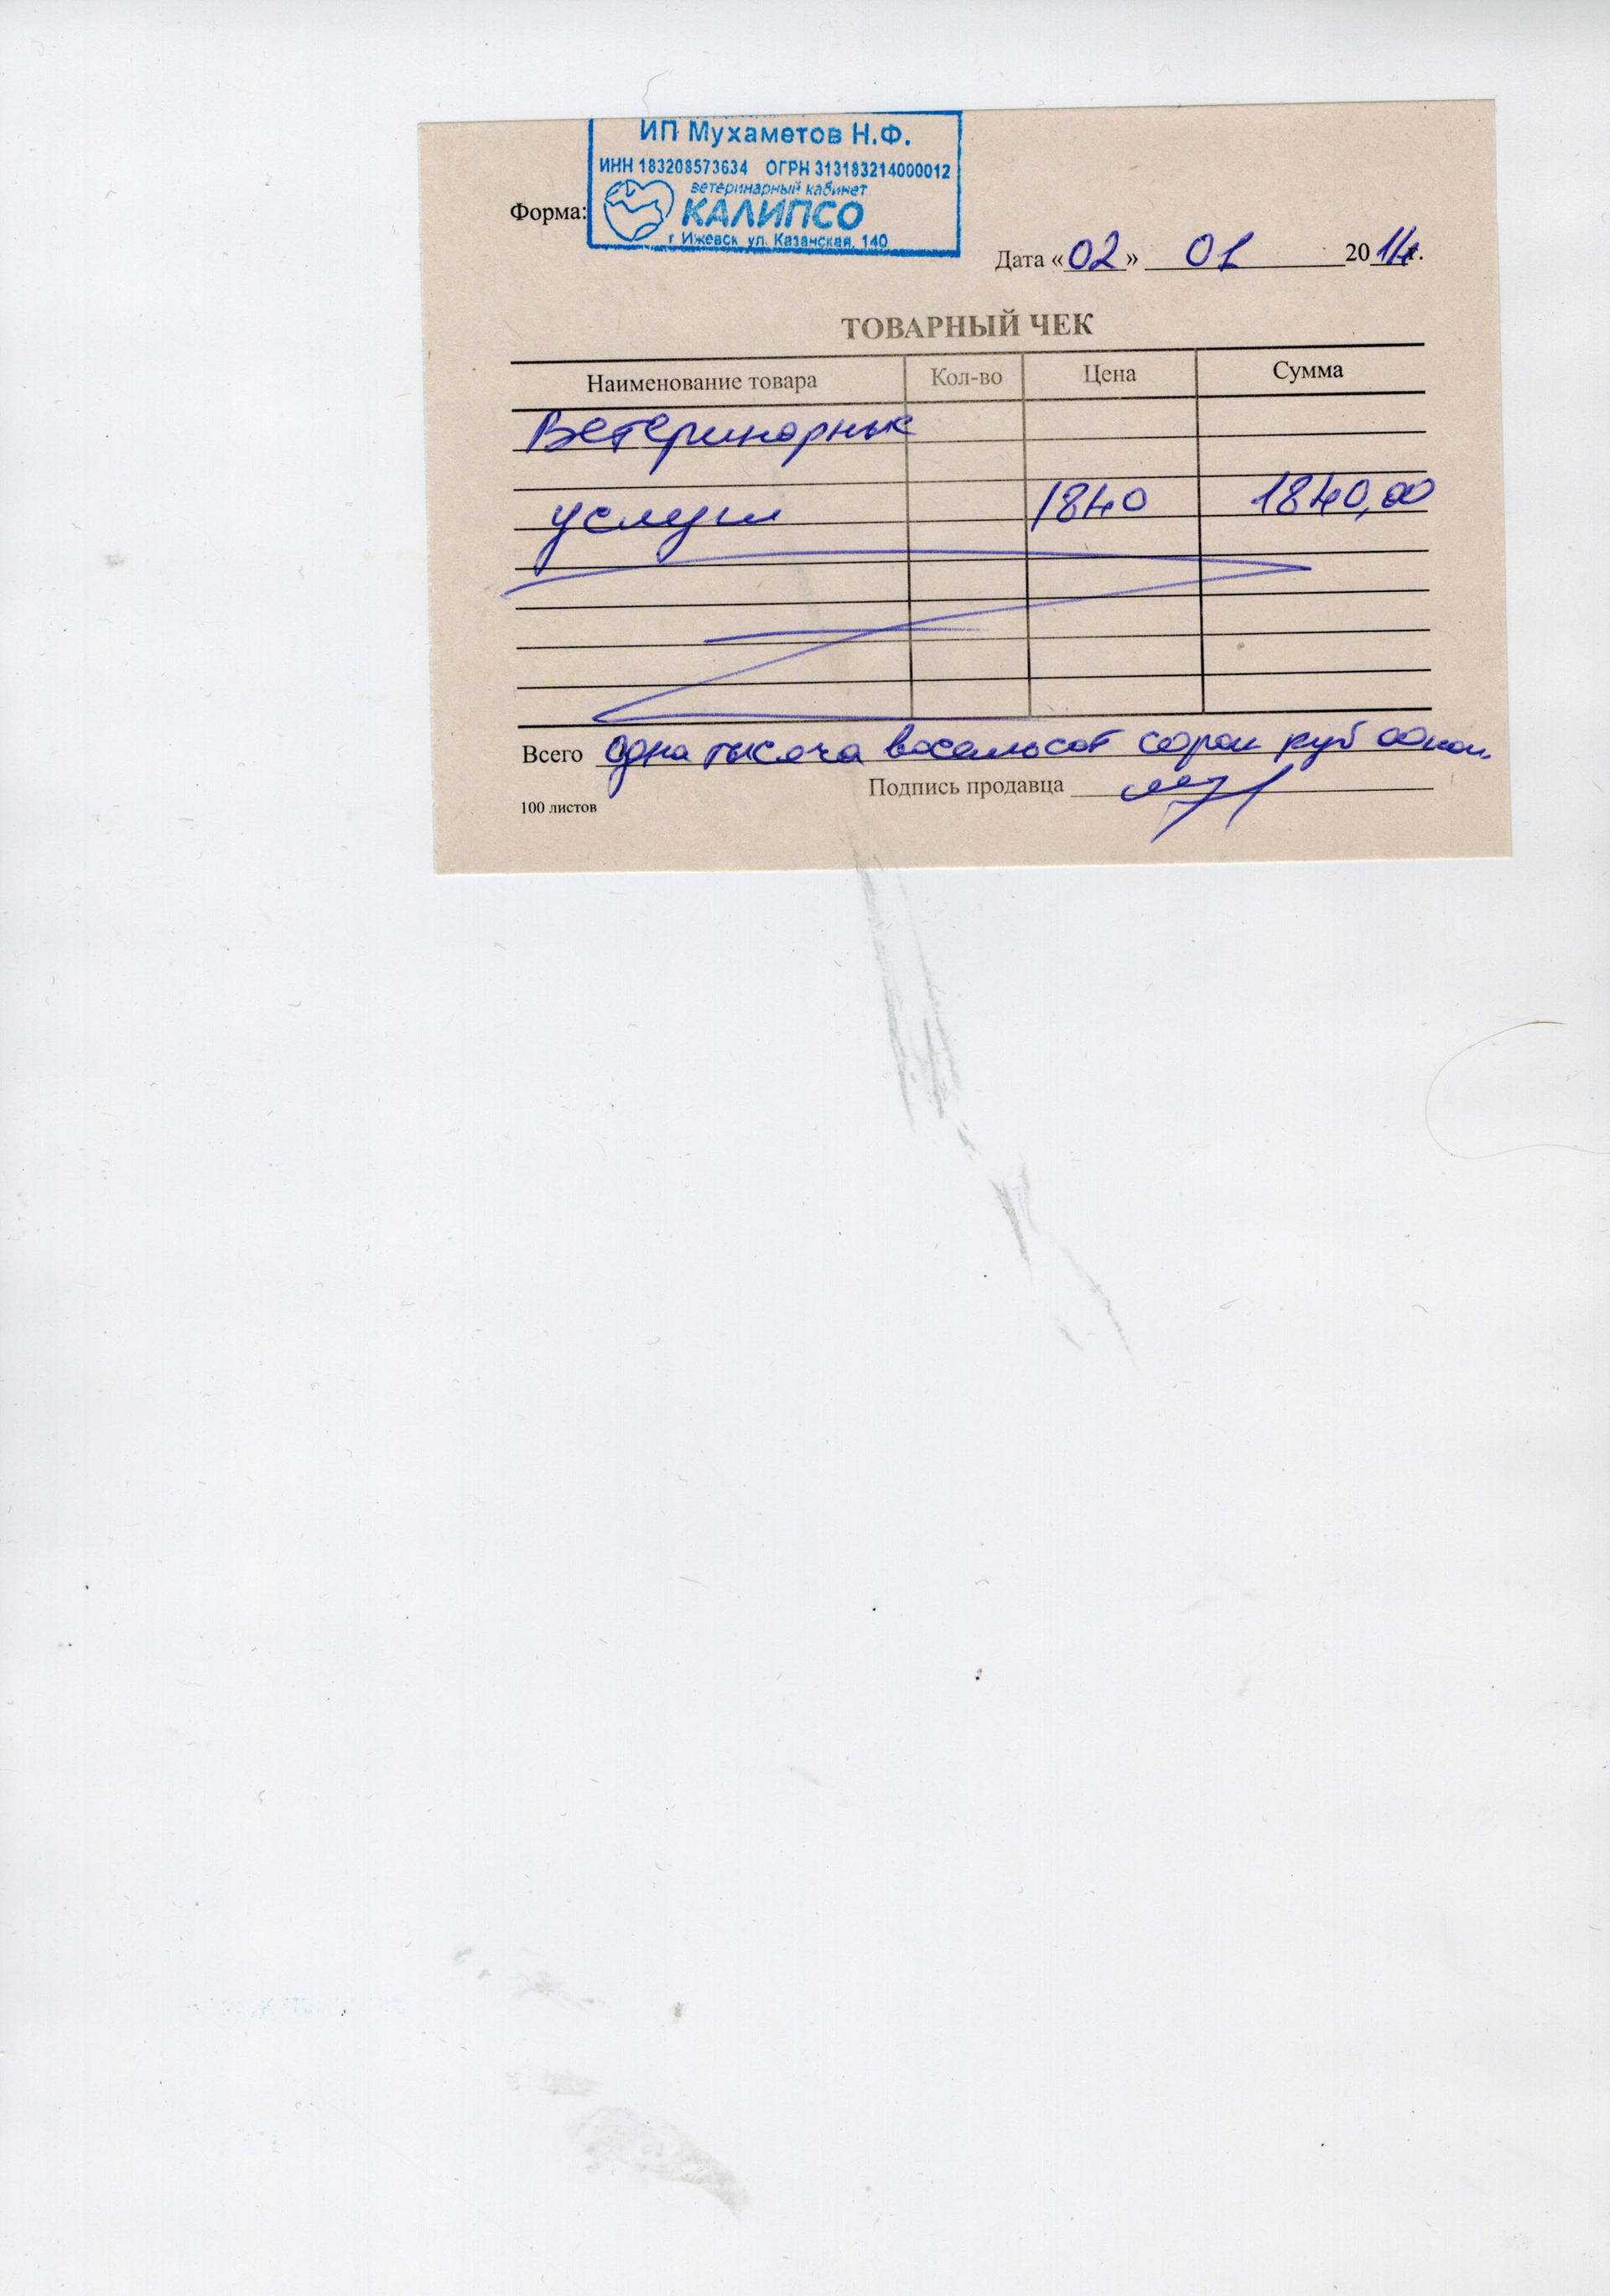 ИП Мухаметов Н.Ф.
ИНН 183208573634 ОГРН 313183214000012
ветеринарный кабинет
КАЛИПСО
г Ижевск ул. Казанская, 140
Форма:
Дата «02» 01 2014г.
ТОВАРНЫЙ ЧЕК
Наименование товара Кол-во Цена Сумма
Ветеринарные
услуги 1840 1840,00
Всего одна тысяча восемьсот сорок руб 00 коп.
Подпись продавца
100 листов